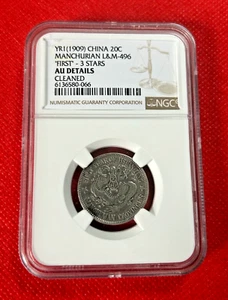 YR1(1909) CHINA 20C
MANCHURIAN L&M-496
"FIRST" - 3 STARS
AU DETAILS
CLEANED
6136580-066
NUMISMATIC GUARANTY CORPORATION
NGC